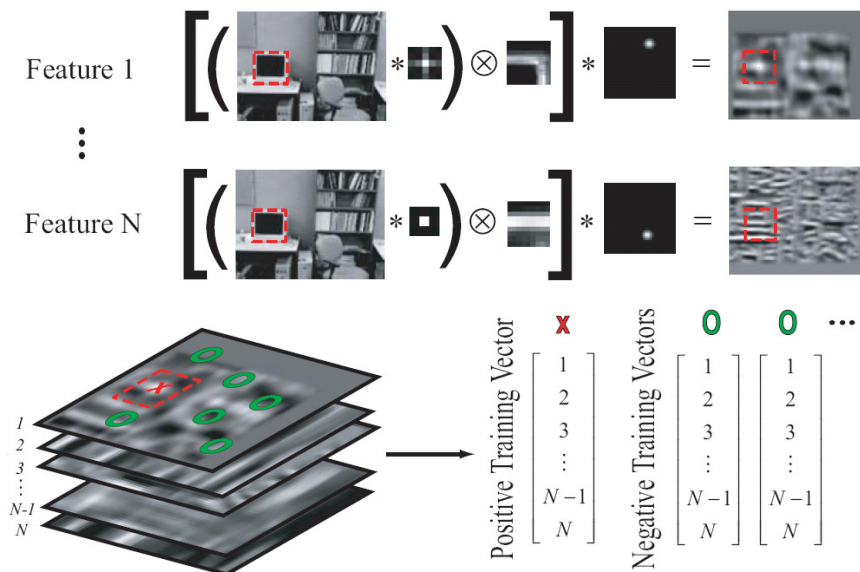 Feature 1
[( * ) ⊗ ] * =
⋮
Feature N
[( * ) ⊗ ] * =
X
1
2
3
⋮
N-1
N
Positive Training Vector
X
1
2
3
⋮
N−1
N
Negative Training Vectors
O O ⋯
1 1
2 2
3 3
⋮ ⋮
N−1 N−1
N N